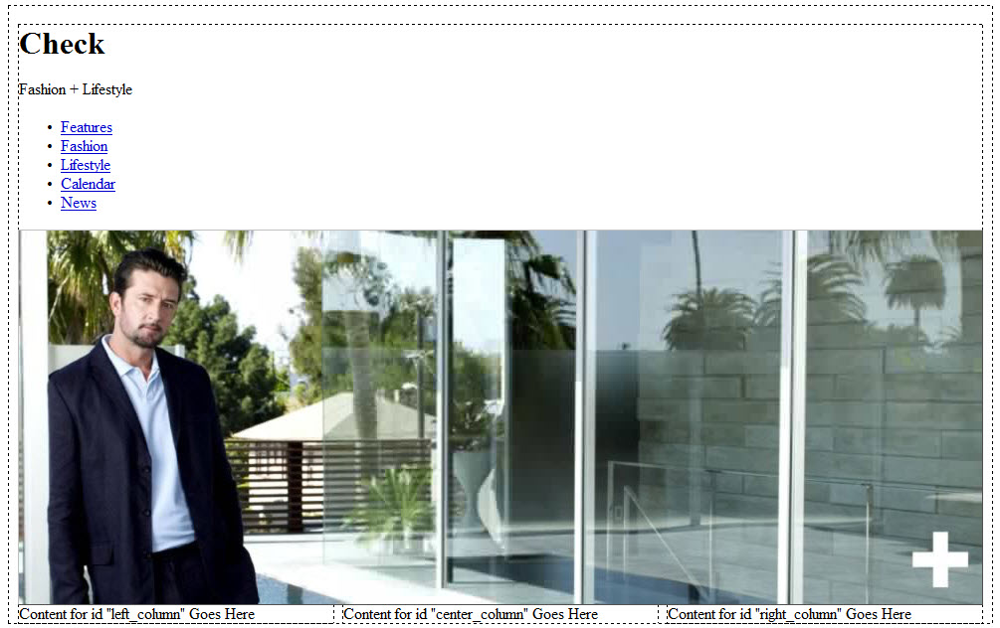 Check
Fashion + Lifestyle
• Features
• Fashion
• Lifestyle
• Calendar
• News
Content for id "left_column" Goes Here
Content for id "center_column" Goes Here
Content for id "right_column" Goes Here